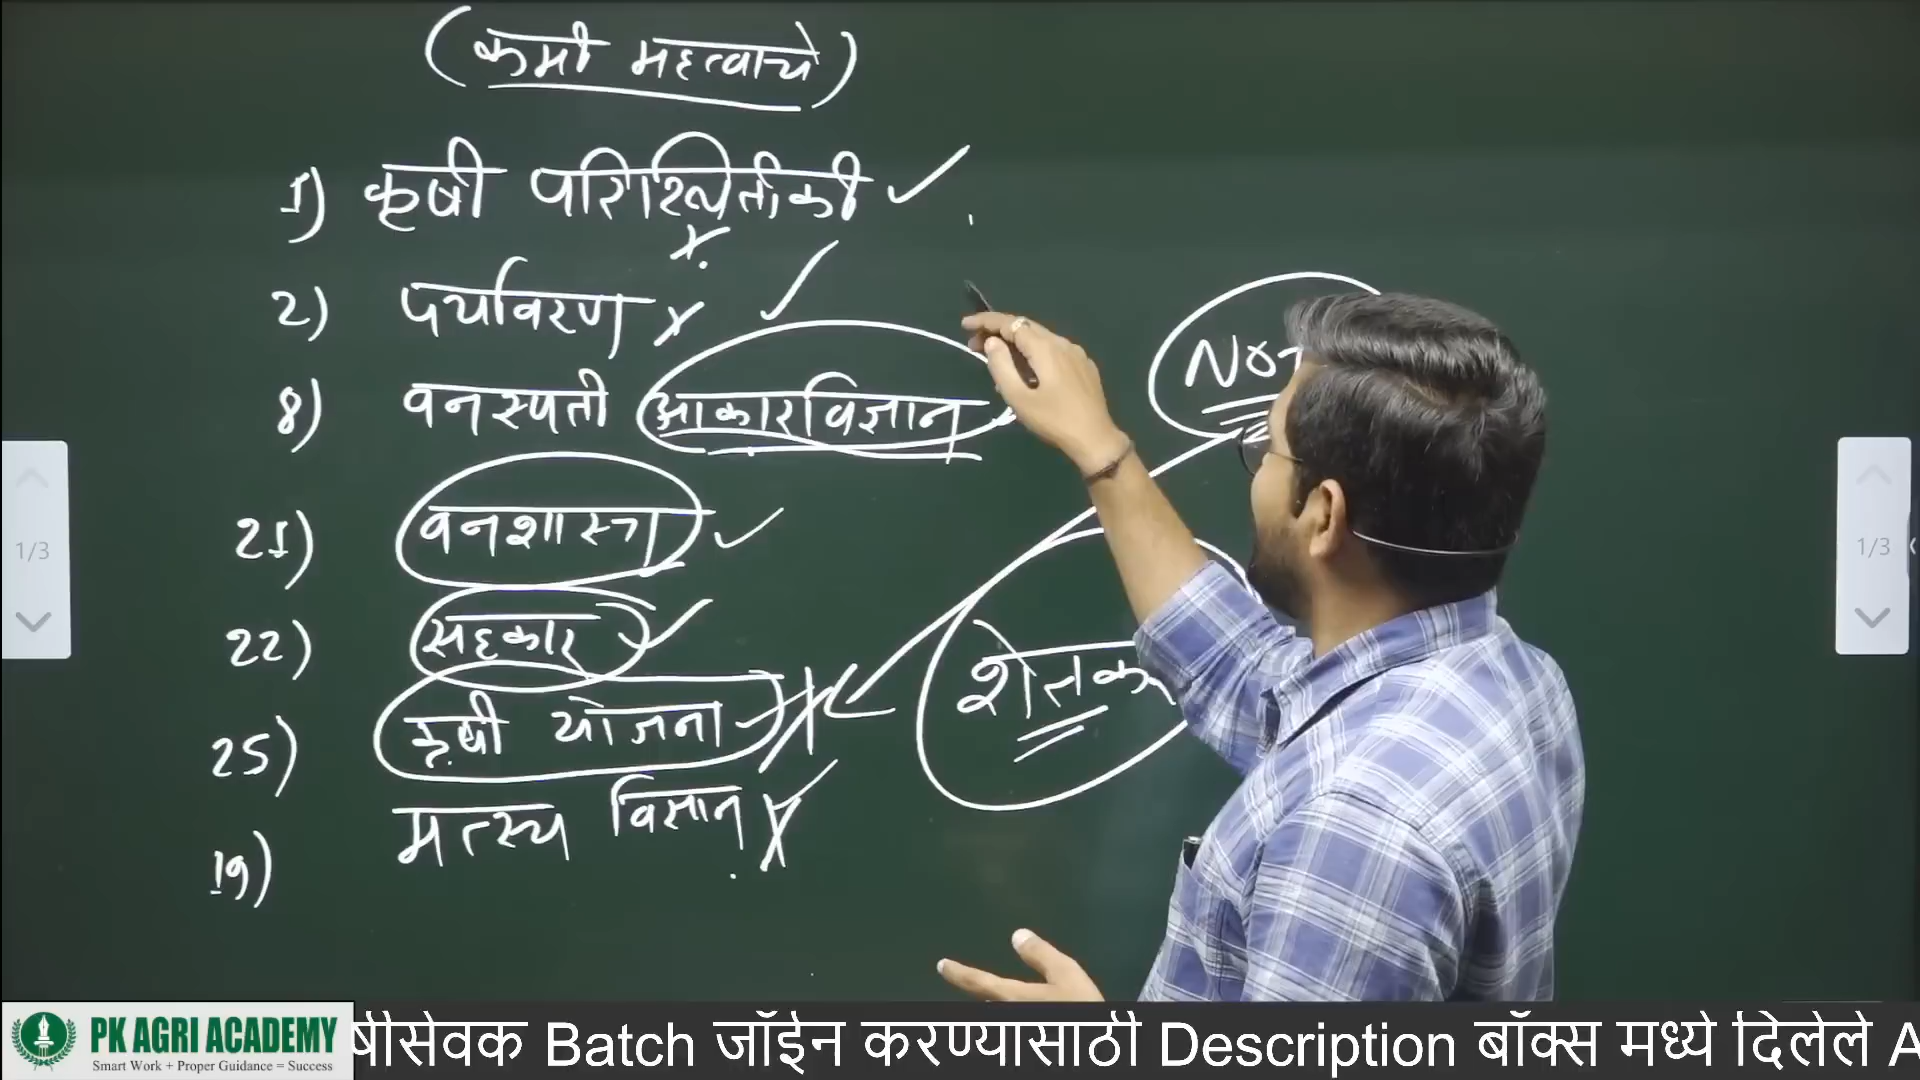 (कमी महत्वाचे)
1) कृषी परिस्थितीकी
2) पर्यावरण
8) वनस्पती आकारविज्ञान
21) वनशास्त्र
22) सहकार
25) कृषी योजना
19) मत्स्य विज्ञान
1/3
1/3
PK AGRI ACADEMY
Smart Work + Proper Guidance = Success
षीसेवक Batch जॉईन करण्यासाठी Description बॉक्स मध्ये दिलेले A